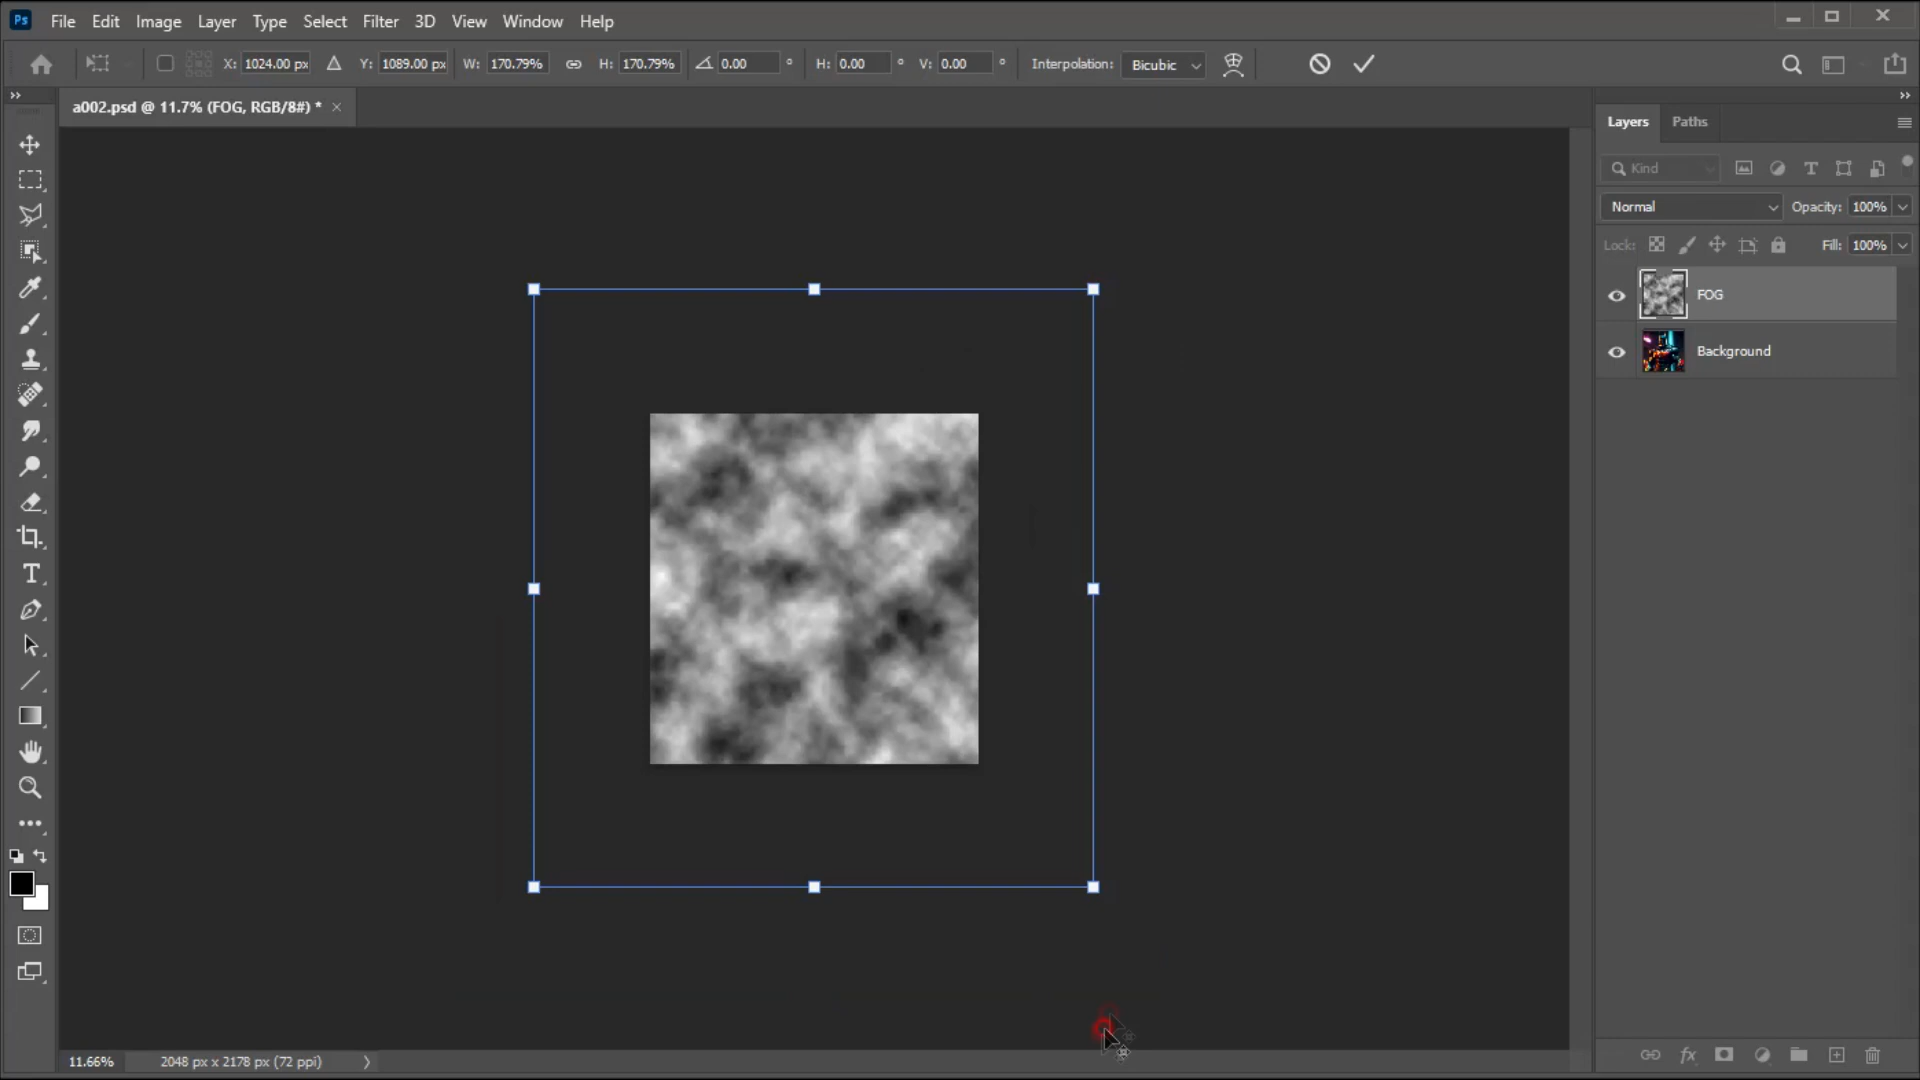 Ps File Edit Image Layer Type Select Filter 3D View Window Help
X: 1024.00 px Δ Y: 1089.00 px W: 170.79% H: 170.79% 0.00 ° H: 0.00 ° V: 0.00 ° Interpolation: Bicubic
a002.psd @ 11.7% (FOG, RGB/8#) * ×
Layers Paths
Kind
Normal Opacity: 100%
Lock: Fill: 100%
FOG
Background
11.66% 2048 px x 2178 px (72 ppi)